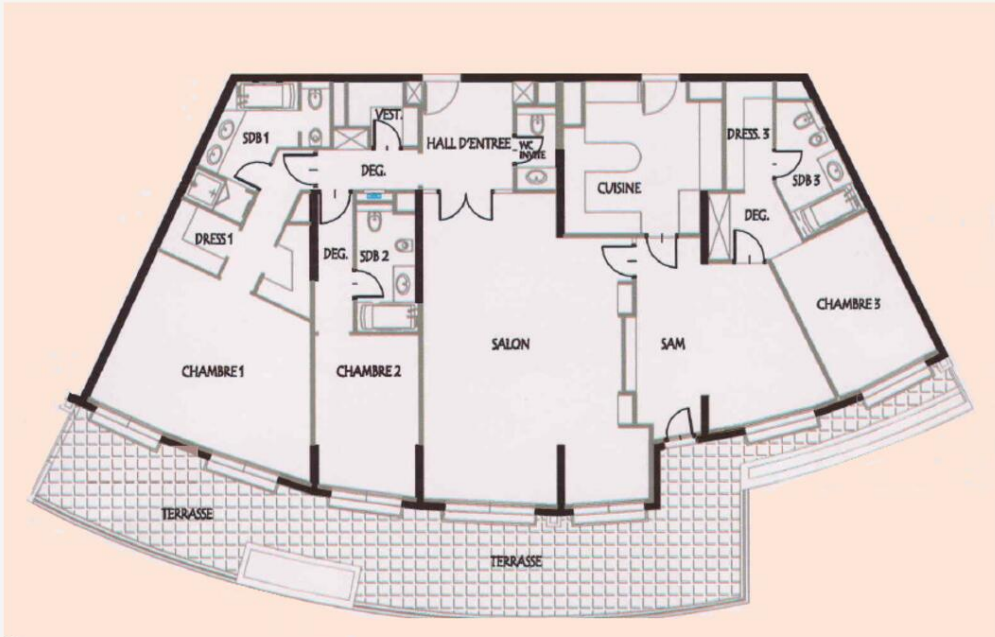 VEST.
SDB 1
HALL D'ENTREE
WC
INVITE
DRESS. 3
DEG.
CUISINE
SDB 3
DRESS 1
DEG.
SDB 2
DEG.
CHAMBRE 3
SALON
SAM
CHAMBRE 1
CHAMBRE 2
TERRASSE
TERRASSE